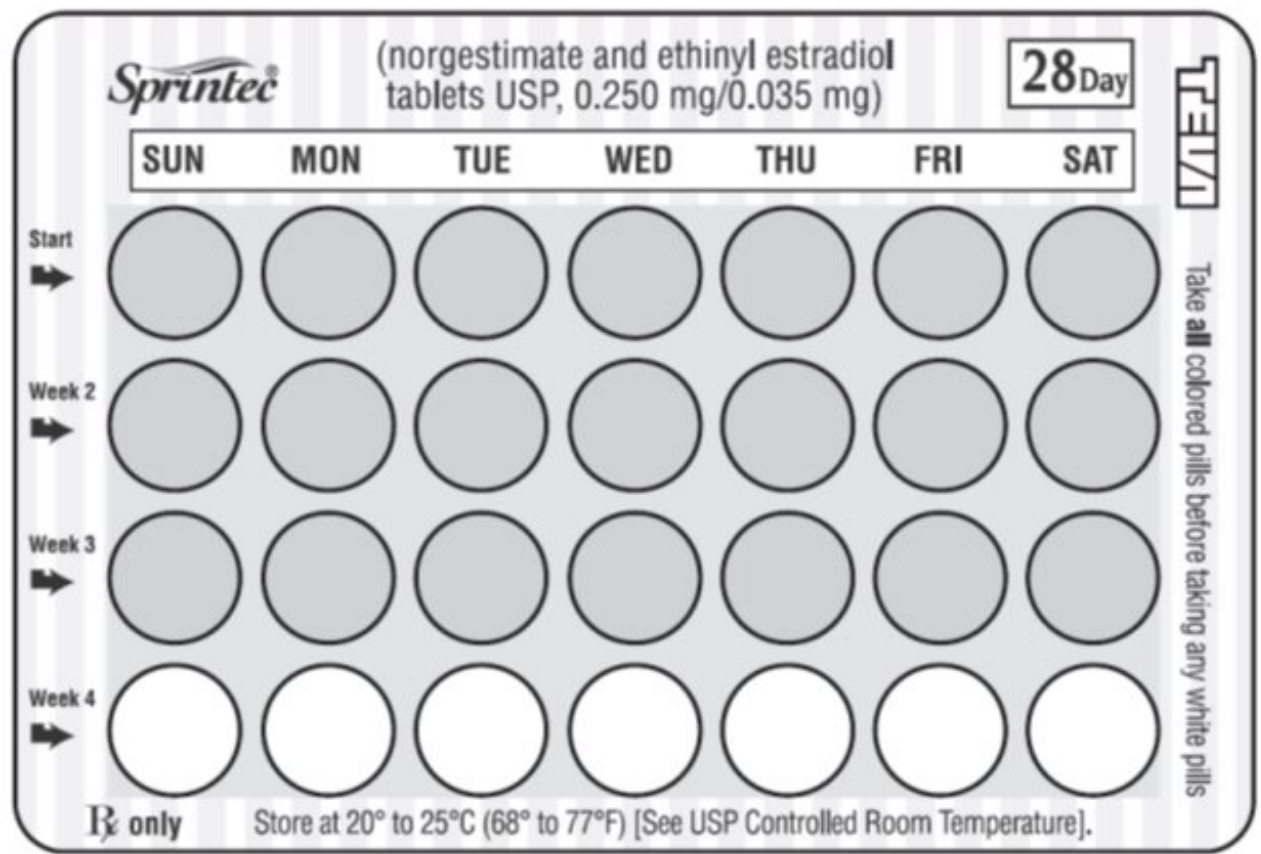 Sprintec®
(norgestimate and ethinyl estradiol
tablets USP, 0.250 mg/0.035 mg)
28 Day
TEVA
SUN MON TUE WED THU FRI SAT
Start
Week 2
Week 3
Week 4
Take all colored pills before taking any white pills
℞ only
Store at 20° to 25°C (68° to 77°F) [See USP Controlled Room Temperature].